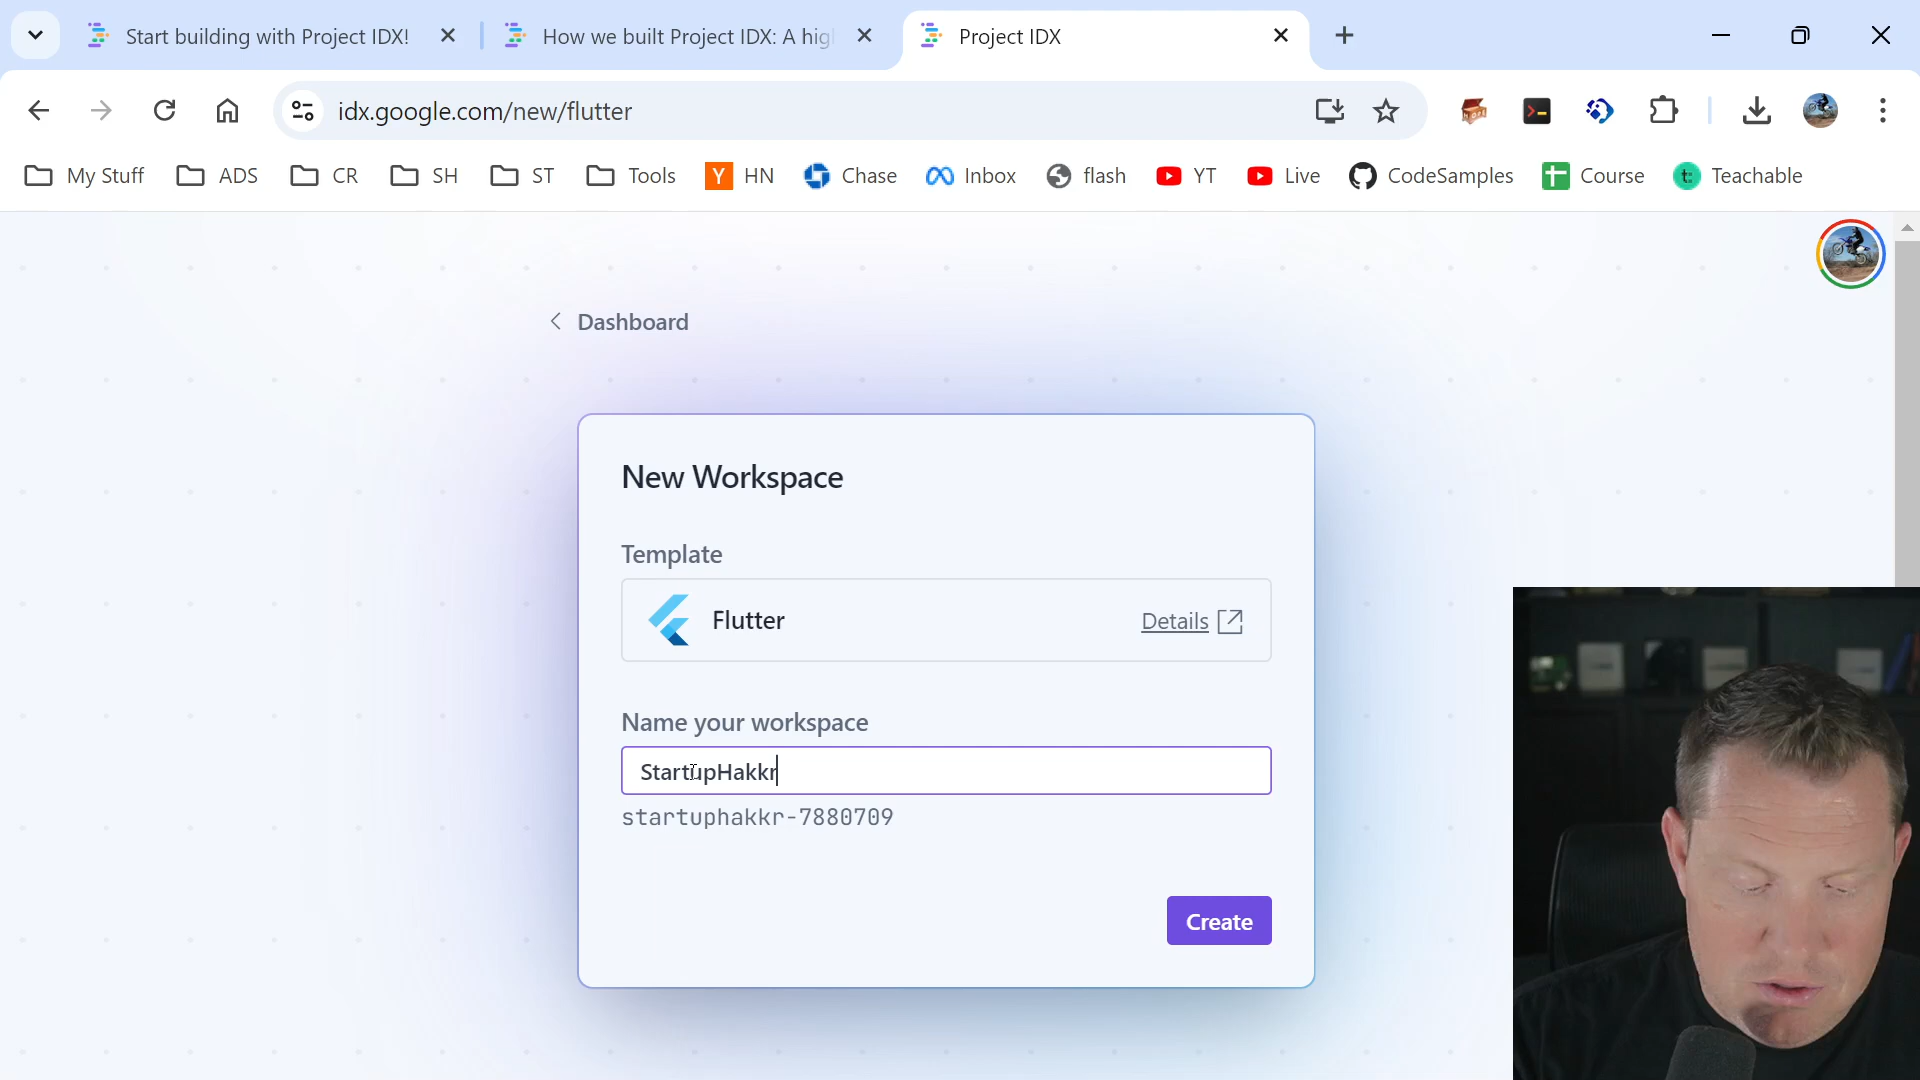 Start building with Project IDX!
How we built Project IDX: A hig
Project IDX
idx.google.com/new/flutter
My Stuff
ADS
CR
SH
ST
Tools
HN
Chase
Inbox
flash
YT
Live
CodeSamples
Course
Teachable
Dashboard
New Workspace
Template
Flutter
Details
Name your workspace
StartupHakkr
startuphakkr-7880709
Create